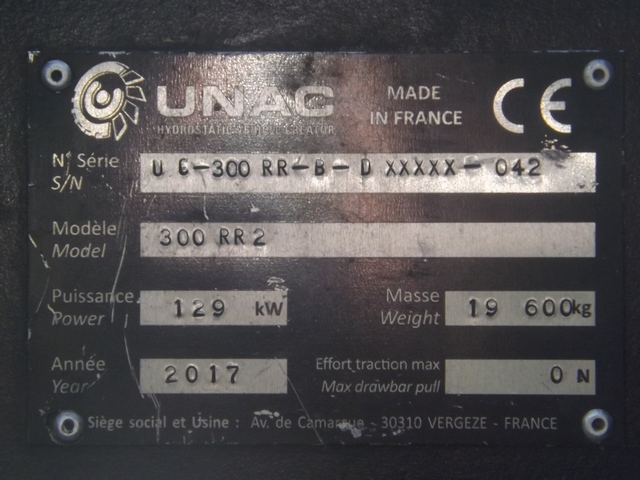 UNAC
HYDROSTATIC VEHICLE CREATOR
MADE
IN FRANCE
CE
N° Série
S/N
U C-300 RR-B-D XXXXX-042
Modèle
Model
300 RR2
Puissance
Power
129 kW
Masse
Weight
19 600kg
Année
Year
2017
Effort traction max
Max drawbar pull
0 N
Siège social et Usine : Av. de Camargue - 30310 VERGEZE - FRANCE